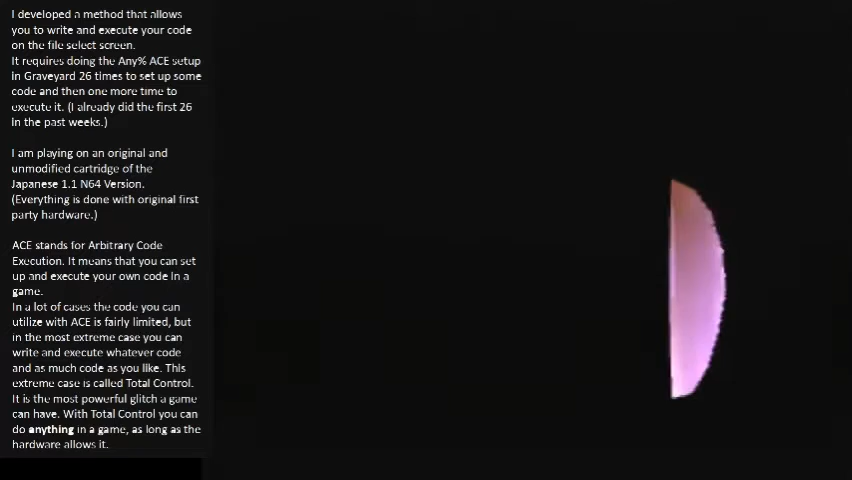 I developed a method that allows
you to write and execute your code
on the file select screen.
It requires doing the Any% ACE setup
in Graveyard 26 times to set up some
code and then one more time to
execute it. (I already did the first 26
in the past weeks.)
I am playing on an original and
unmodified cartridge of the
Japanese 1.1 N64 Version.
(Everything is done with original first
party hardware.)
ACE stands for Arbitrary Code
Execution. It means that you can set
up and execute your own code in a
game.
In a lot of cases the code you can
utilize with ACE is fairly limited, but
in the most extreme case you can
write and execute whatever code
and as much code as you like. This
extreme case is called Total Control.
It is the most powerful glitch a game
can have. With Total Control you can
do anything in a game, as long as the
hardware allows it.